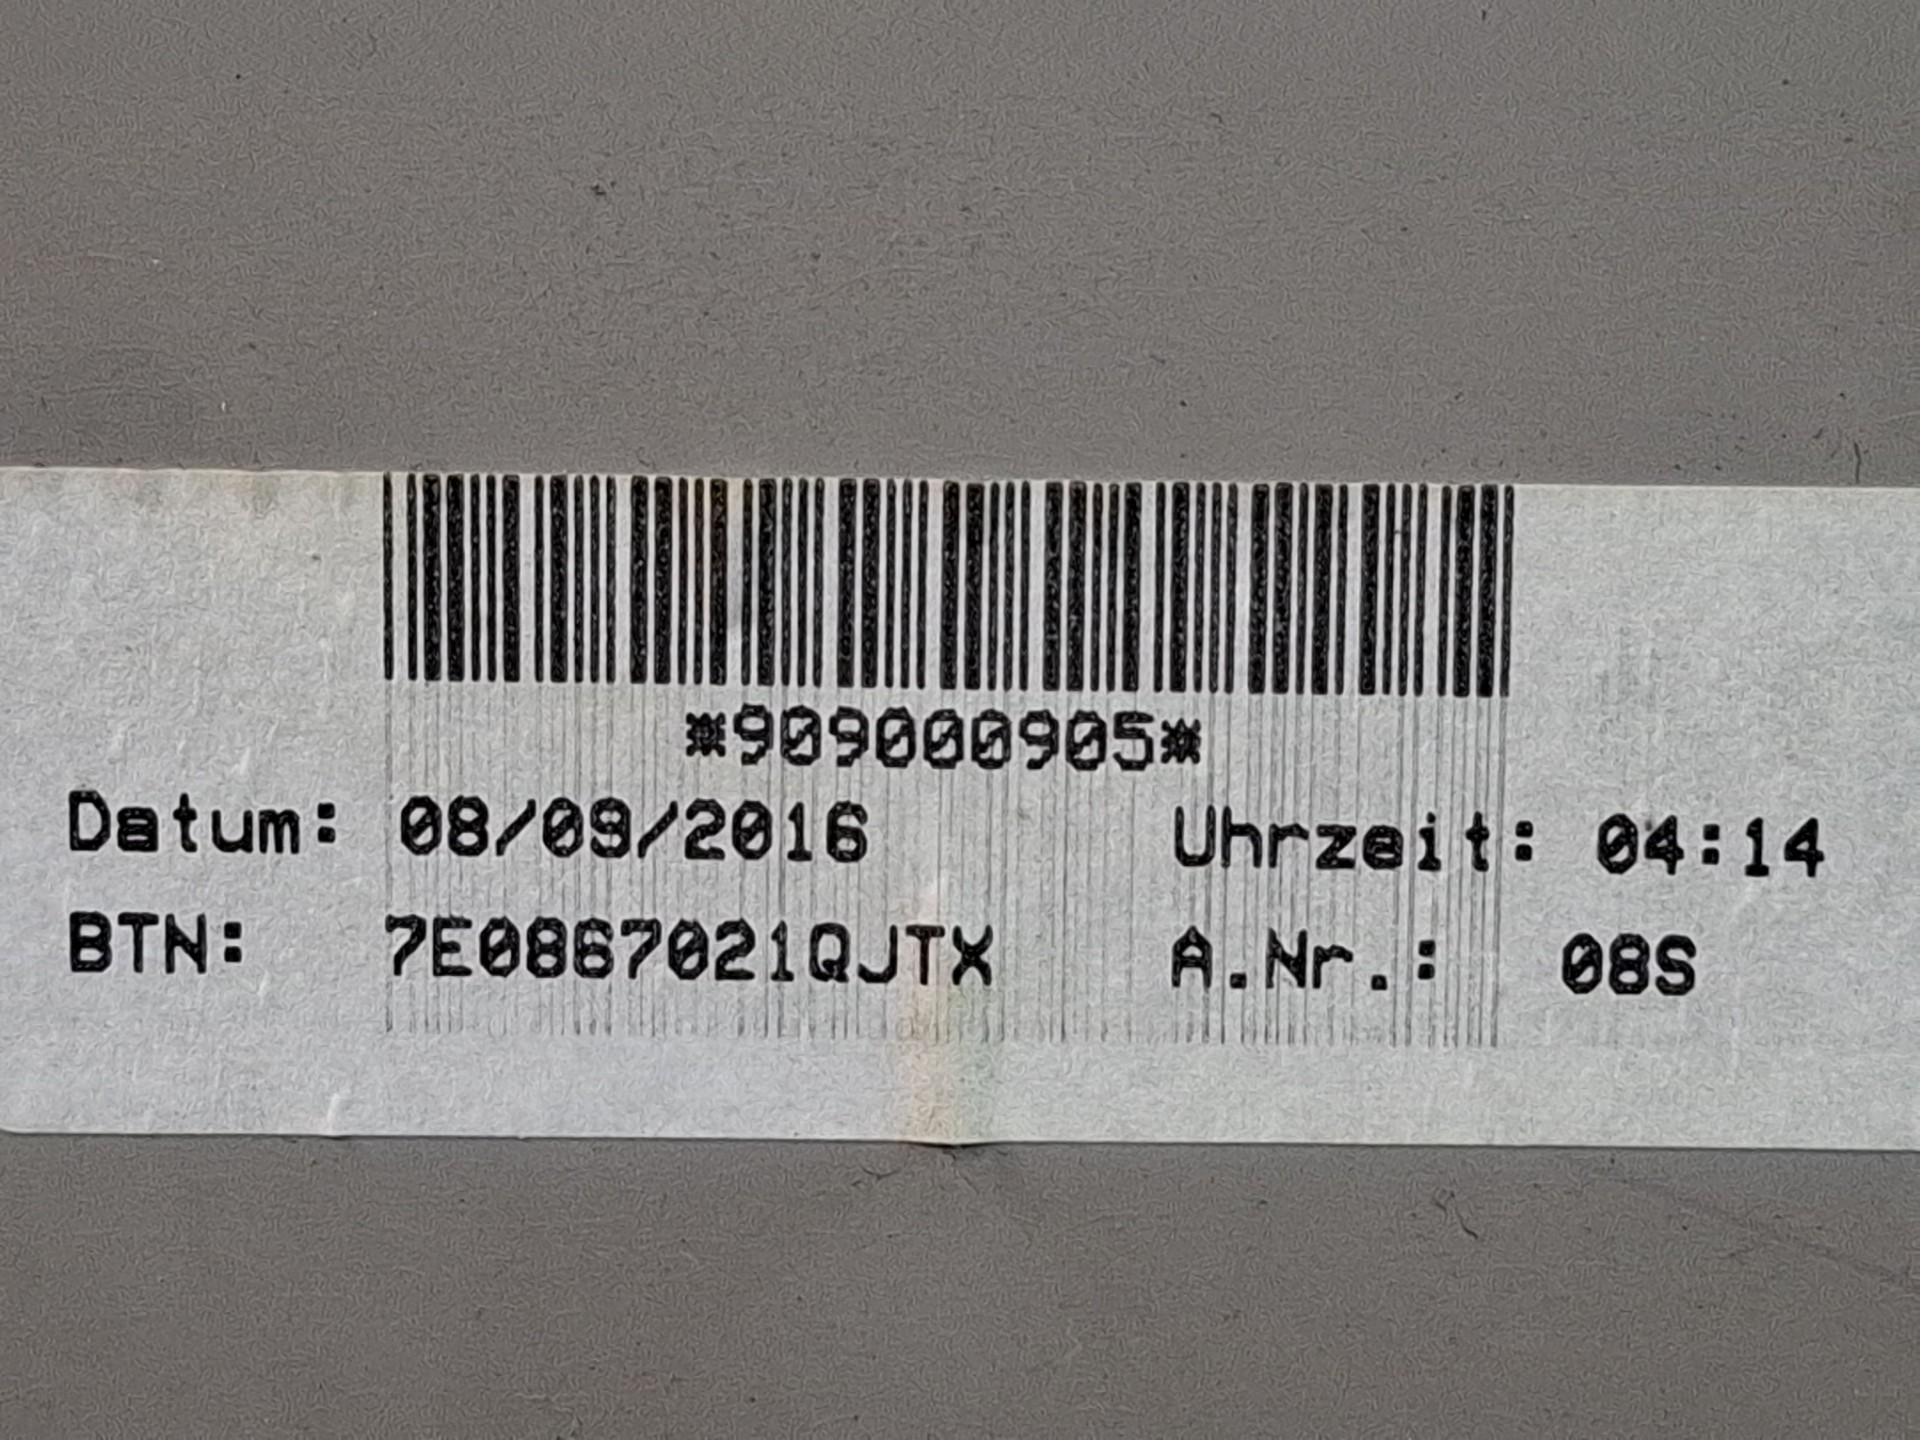 *909000905*
Datum: 08/09/2016 Uhrzeit: 04:14
BTN: 7E0867021QJTX A.Nr.: 08S